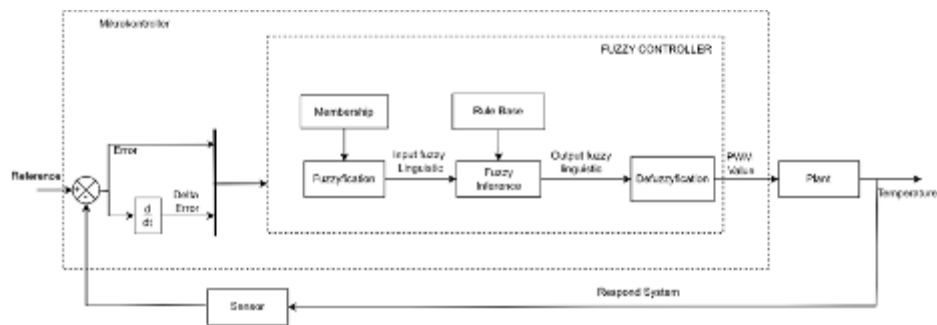 Mikrokontroller
FUZZY CONTROLLER
Membership
Rule Base
Error
Input fuzzy
Linguistic
Output fuzzy
linguistic
PWM
Value
Reference
+
Fuzzyfication
Fuzzy
Inference
Defuzzyfication
Plant
Temperature
Delta
Error
d
dt
Respond System
Sensor